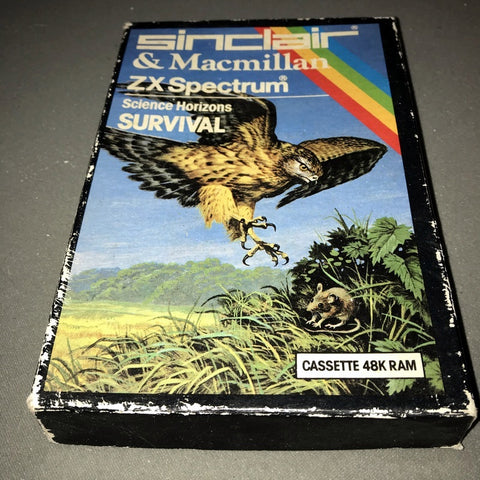 sinclair®
& Macmillan
ZX Spectrum®
Science Horizons
SURVIVAL
CASSETTE 48K RAM